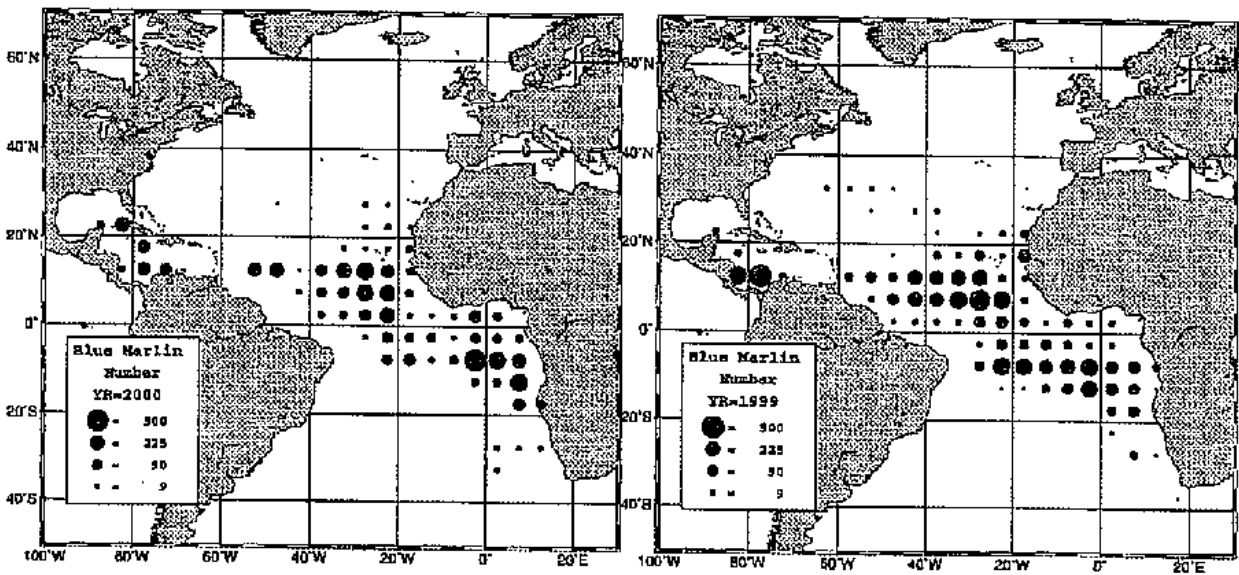 60°N
40°N
20°N
0°
20°S
40°S
100°W 80°W 60°W 40°W 20°W 0° 20°E
Blue Marlin
Number
YR=2000
= 900
= 225
= 90
= 9
60°N
40°N
20°N
0°
20°S
40°S
100°W 80°W 60°W 40°W 20°W 0° 20°E
Blue Marlin
Number
YR=1999
= 900
= 225
= 90
= 9